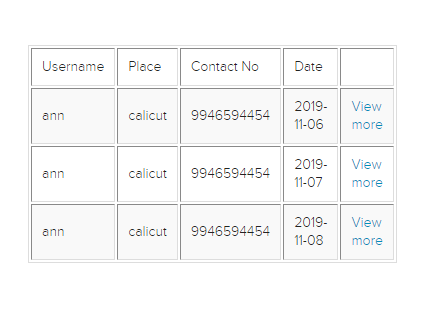 Username Place Contact No Date
ann calicut 9946594454 2019-11-06 View more
ann calicut 9946594454 2019-11-07 View more
ann calicut 9946594454 2019-11-08 View more